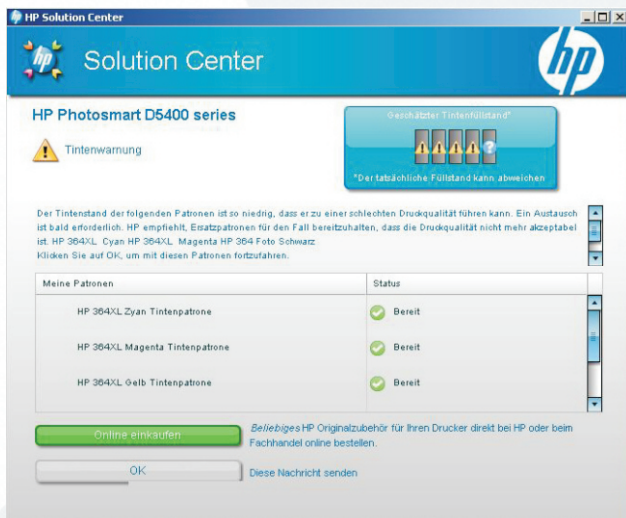 HP Solution Center
hp
Solution Center
hp
HP Photosmart D5400 series
Tintenwarnung
Geschätzter Tintenfüllstand*
*Der tatsächliche Füllstand kann abweichen
Der Tintenstand der folgenden Patronen ist so niedrig, dass er zu einer schlechten Druckqualität führen kann. Ein Austausch
ist bald erforderlich. HP empfiehlt, Ersatzpatronen für den Fall bereitzuhalten, dass die Druckqualität nicht mehr akzeptabel
ist. HP 364XL Cyan HP 364XL Magenta HP 364 Foto Schwarz
Klicken Sie auf OK, um mit diesen Patronen fortzufahren.
Meine Patronen Status
HP 364XL Zyan Tintenpatrone Bereit
HP 364XL Magenta Tintenpatrone Bereit
HP 364XL Gelb Tintenpatrone Bereit
Online einkaufen
Beliebiges HP Originalzubehör für Ihren Drucker direkt bei HP oder beim
Fachhandel online bestellen.
OK Diese Nachricht senden